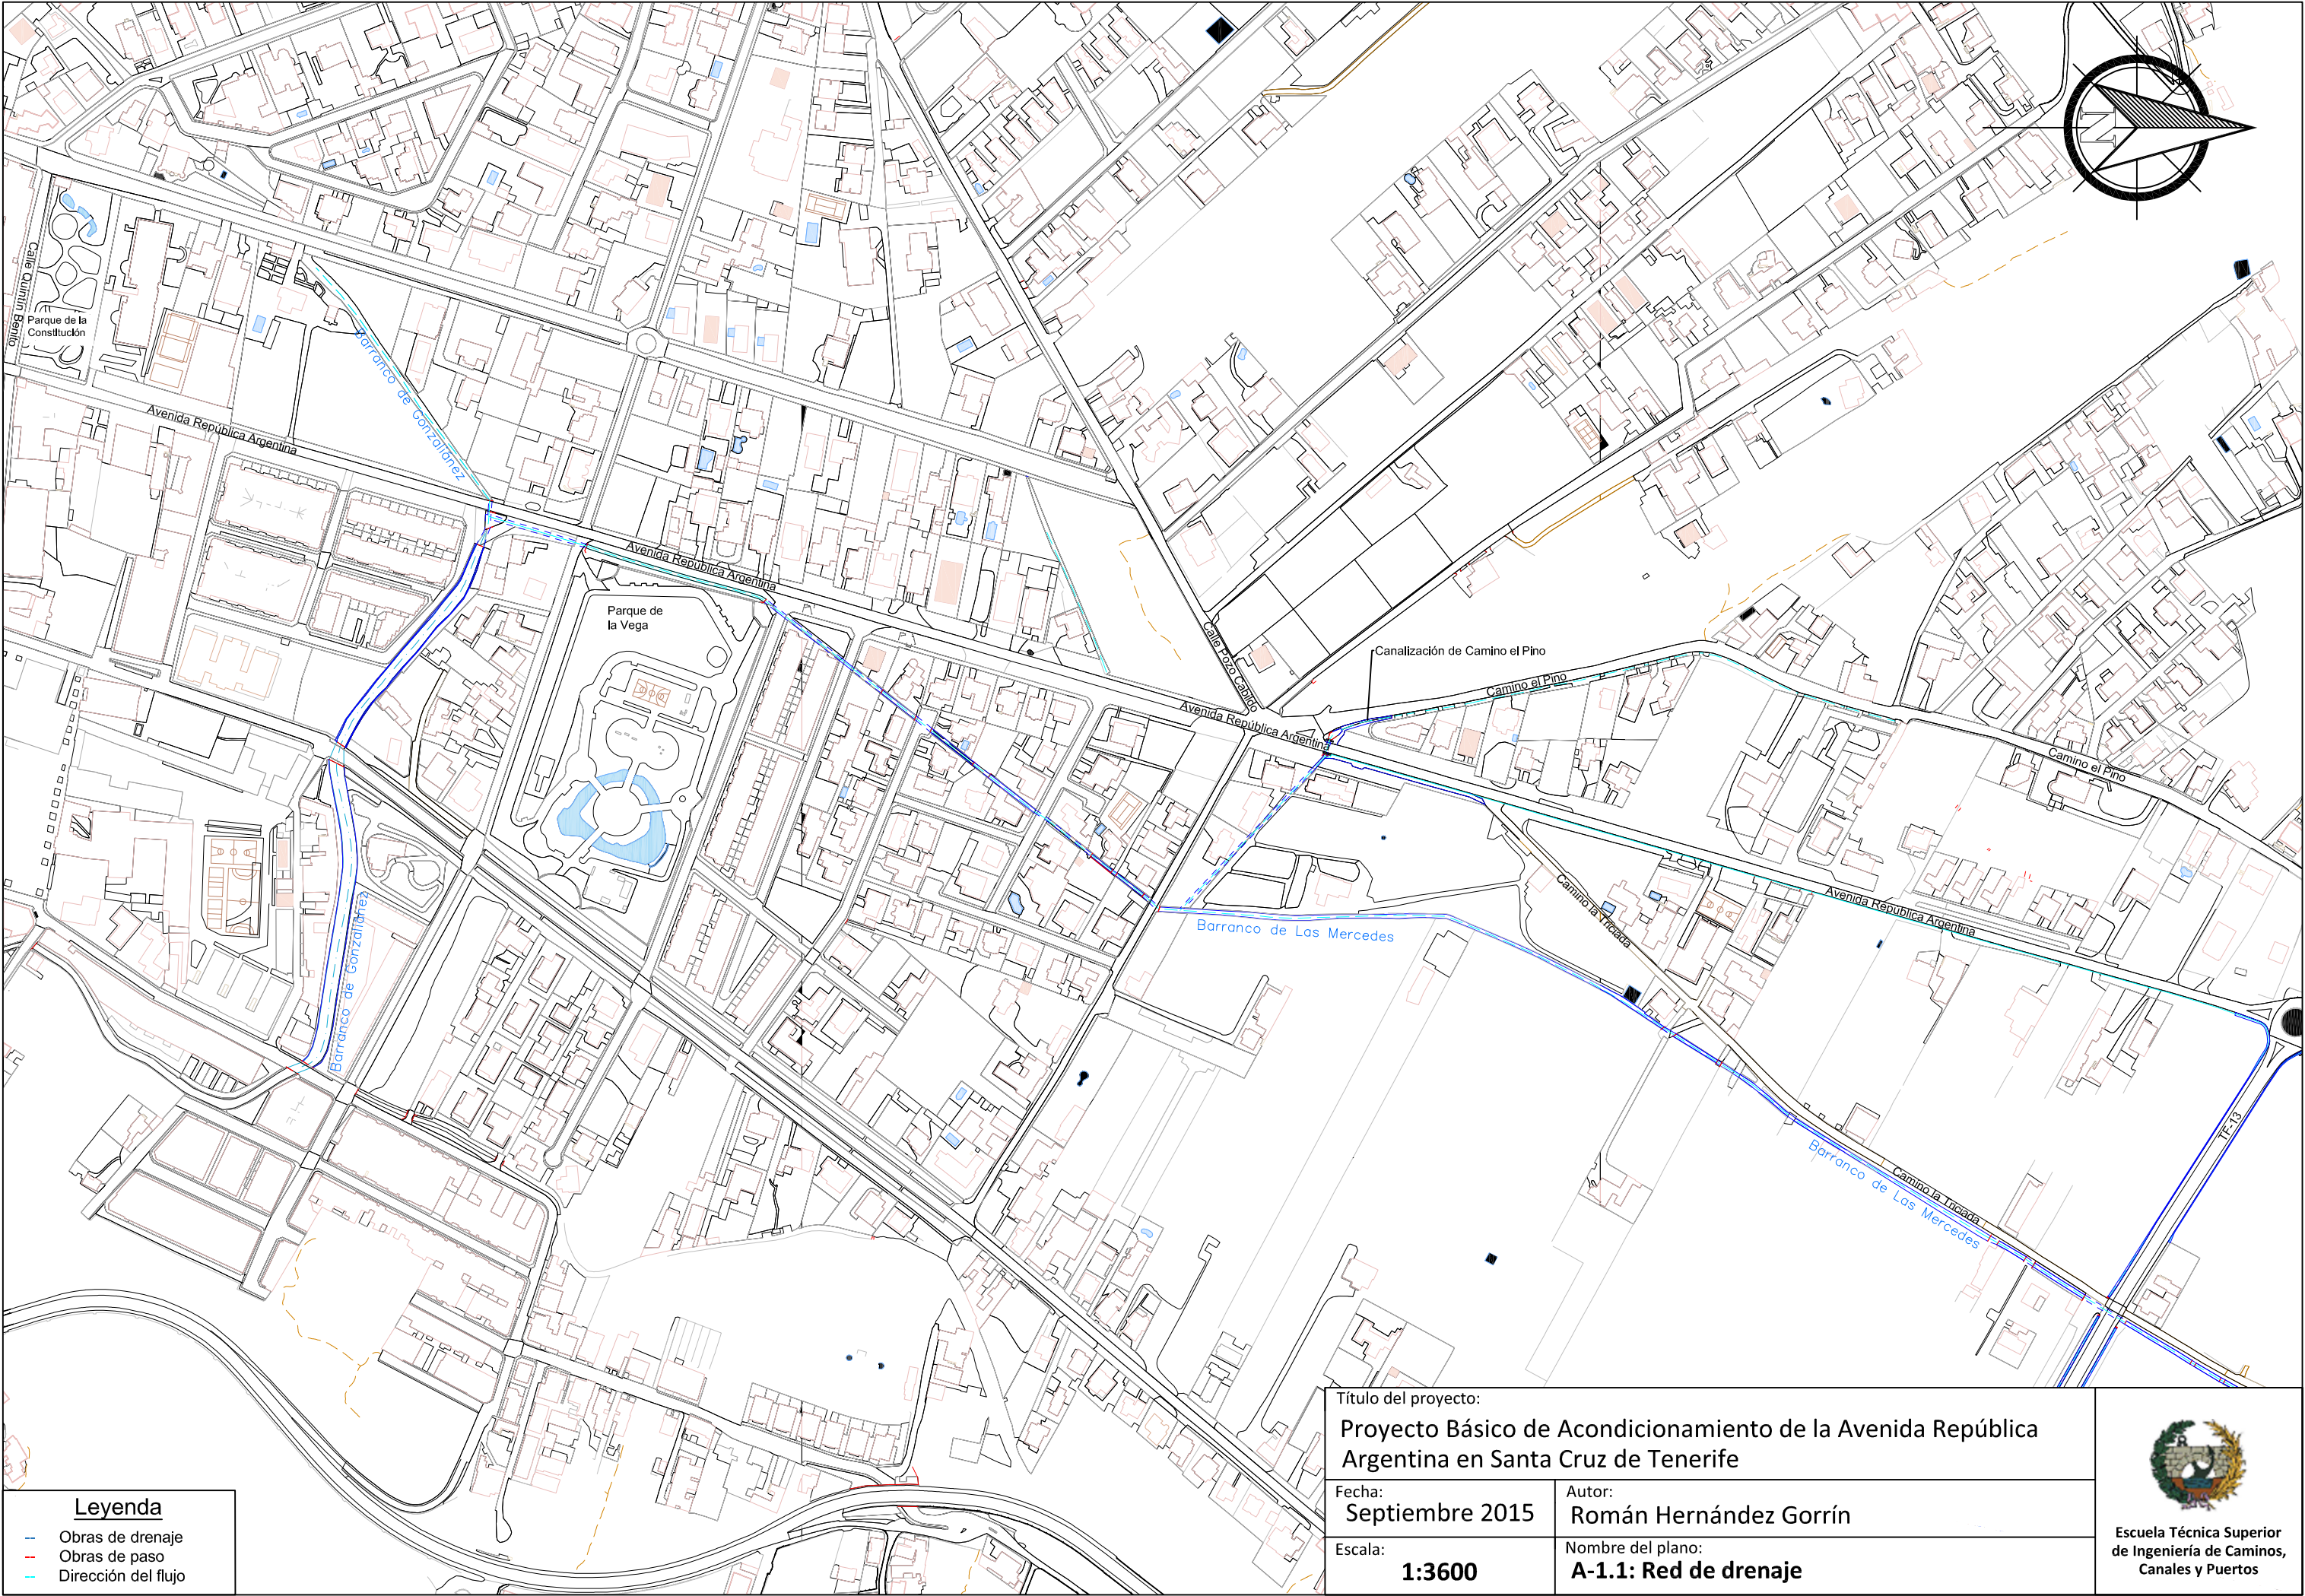 N
Calle Quintín Benito
Parque de la
Constitución
Barranco de Gonzaliánez
Avenida República Argentina
Avenida República Argentina
Parque de
la Vega
Calle Pozo Cabildo
Canalización de Camino el Pino
Camino el Pino
Avenida República Argentina
Camino el Pino
Camino la Triciada
Avenida República Argentina
Barranco de Las Mercedes
Barranco de Gonzaliánez
TF-13
Barranco de Las Mercedes
Camino la Triciada
Leyenda
Obras de drenaje
Obras de paso
Dirección del flujo
Título del proyecto:
Proyecto Básico de Acondicionamiento de la Avenida República
Argentina en Santa Cruz de Tenerife
Fecha:
Septiembre 2015
Autor:
Román Hernández Gorrín
Escala:
1:3600
Nombre del plano:
A-1.1: Red de drenaje
Escuela Técnica Superior
de Ingeniería de Caminos,
Canales y Puertos